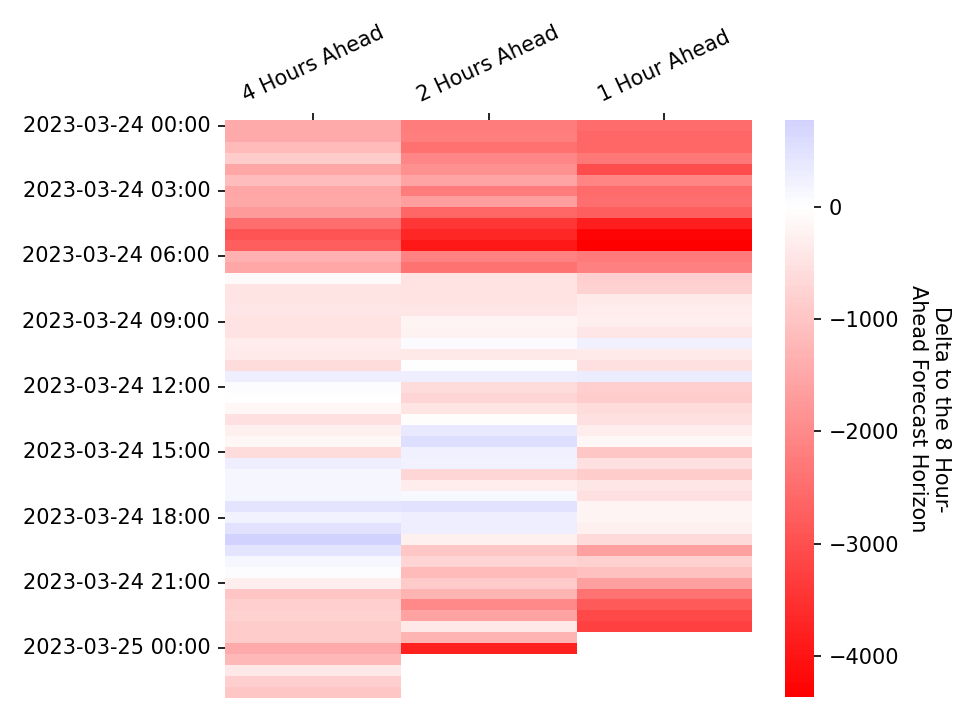 4 Hours Ahead
2 Hours Ahead
1 Hour Ahead
2023-03-24 00:00
2023-03-24 03:00
2023-03-24 06:00
2023-03-24 09:00
2023-03-24 12:00
2023-03-24 15:00
2023-03-24 18:00
2023-03-24 21:00
2023-03-25 00:00
0
−1000
−2000
−3000
−4000
Delta to the 8 Hour-
Ahead Forecast Horizon